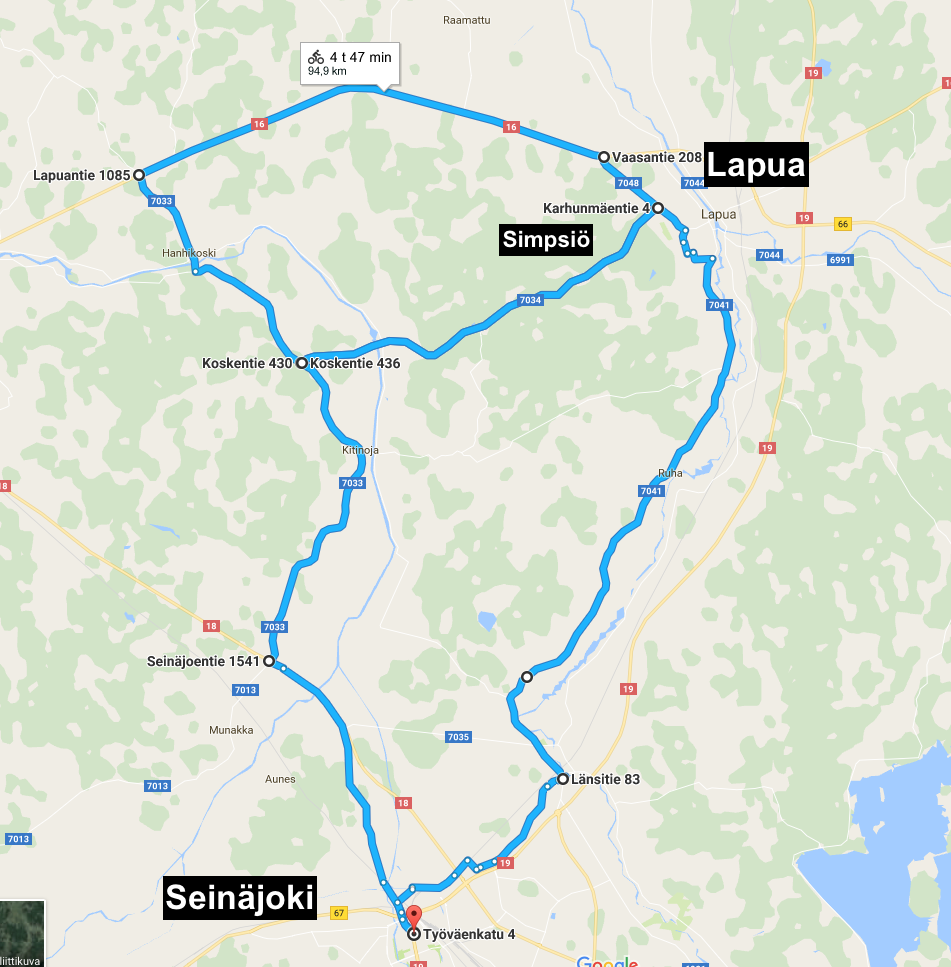 Raamattu
4 t 47 min
94,9 km
19
1
16
16
Vaasantie 208
Lapua
Lapuantie 1085
7048
7044
7033
Karhunmäentie 4
Lapua
19
66
Simpsiö
Hanhikoski
7044
6991
7034
7041
Koskentie 430
Koskentie 436
Kitinoja
19
Ruha
7033
18
7041
18
7033
Seinäjoentie 1541
7013
19
Munakka
7035
Aunes
Länsitie 83
7013
18
7013
19
Seinäjoki
67
Työväenkatu 4
liittikuva
18
Google